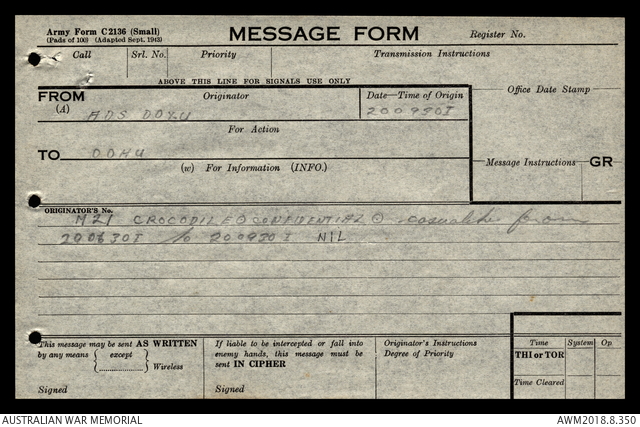 Army Form C2136 (Small)
(Pads of 100) (Adapted Sept. 1943)
MESSAGE FORM
Register No.
Call
Srl. No.
Priority
Transmission Instructions
ABOVE THIS LINE FOR SIGNALS USE ONLY
FROM
(A)
Originator
Date—Time of Origin
Office Date Stamp
ADS
200930I
For Action
TO
(w) For Information (INFO.)
Message Instructions
GR
ORIGINATOR'S No.
M21 CROCODILE ⊙ CONFIDENTIAL ⊙ casualties from
200630I to 200930 I NIL
This message may be sent AS WRITTEN
by any means { except } Wireless
If liable to be intercepted or fall into
enemy hands, this message must be
sent IN CIPHER
Originator's Instructions
Degree of Priority
Time
System
Op.
THI or TOR
Time Cleared
Signed
Signed
AUSTRALIAN WAR MEMORIAL
AWM2018.8.350